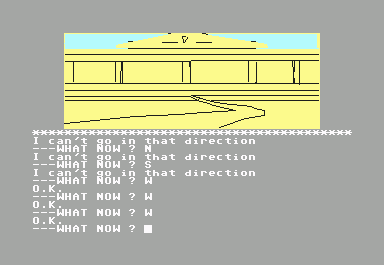 ****************************************
I can't go in that direction
---WHAT NOW ? N
I can't go in that direction
---WHAT NOW ? S
I can't go in that direction
---WHAT NOW ? W
O.K.
---WHAT NOW ? W
O.K.
---WHAT NOW ? W
O.K.
---WHAT NOW ?